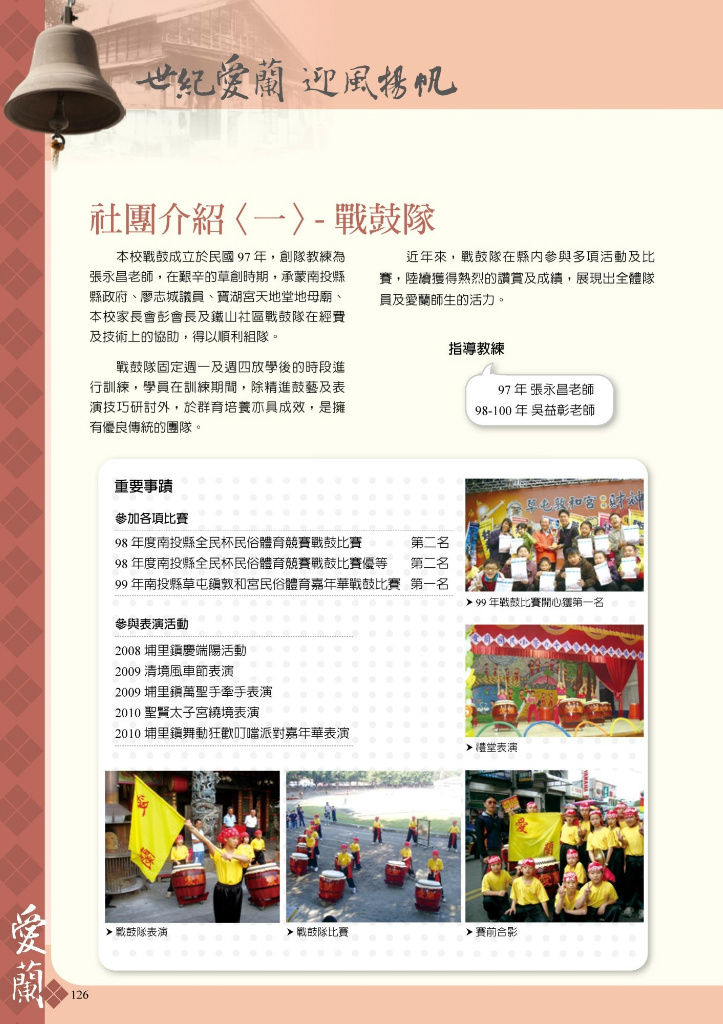 世紀愛蘭 迎風揚帆
社團介紹〈一〉- 戰鼓隊
本校戰鼓成立於民國 97 年，創隊教練為
張永昌老師，在艱辛的草創時期，承蒙南投縣
縣政府、廖志城議員、寶湖宮天地堂地母廟、
本校家長會彭會長及鐵山社區戰鼓隊在經費
及技術上的協助，得以順利組隊。
戰鼓隊固定週一及週四放學後的時段進
行訓練，學員在訓練期間，除精進鼓藝及表
演技巧研討外，於群育培養亦具成效，是擁
有優良傳統的團隊。
近年來，戰鼓隊在縣內參與多項活動及比
賽，陸續獲得熱烈的讚賞及成績，展現出全體隊
員及愛蘭師生的活力。
指導教練
97 年 張永昌老師
98-100 年 吳益彰老師
重要事蹟
參加各項比賽
98 年度南投縣全民杯民俗體育競賽戰鼓比賽 第二名
98 年度南投縣全民杯民俗體育競賽戰鼓比賽優等 第二名
99 年南投縣草屯鎮敦和宮民俗體育嘉年華戰鼓比賽 第一名
參與表演活動
2008 埔里鎮慶端陽活動
2009 清境風車節表演
2009 埔里鎮萬聖手牽手表演
2010 聖賢太子宮繞境表演
2010 埔里鎮舞動狂歡叮噹派對嘉年華表演
草屯敦和宮 財神
➤ 99 年戰鼓比賽開心獲第一名
➤ 禮堂表演
➤ 戰鼓隊表演
➤ 戰鼓隊比賽
愛蘭
➤ 賽前合影
愛蘭
126